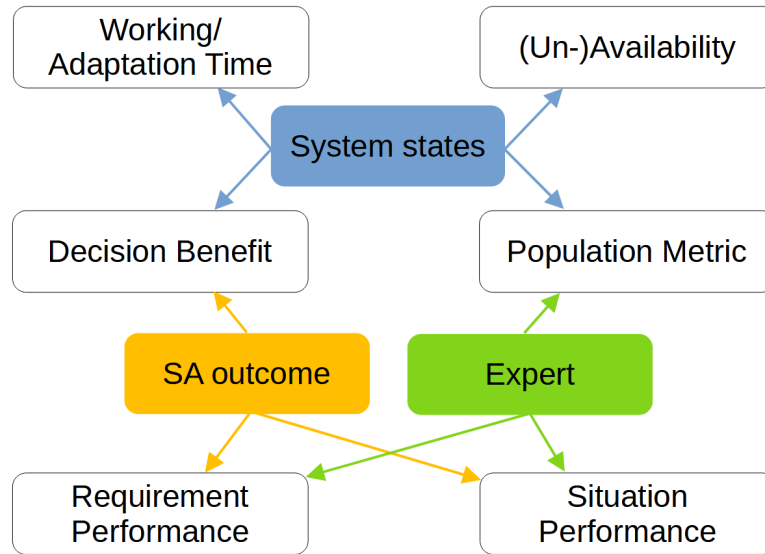 Working/
Adaptation Time
(Un-)Availability
System states
Decision Benefit
Population Metric
SA outcome
Expert
Requirement
Performance
Situation
Performance